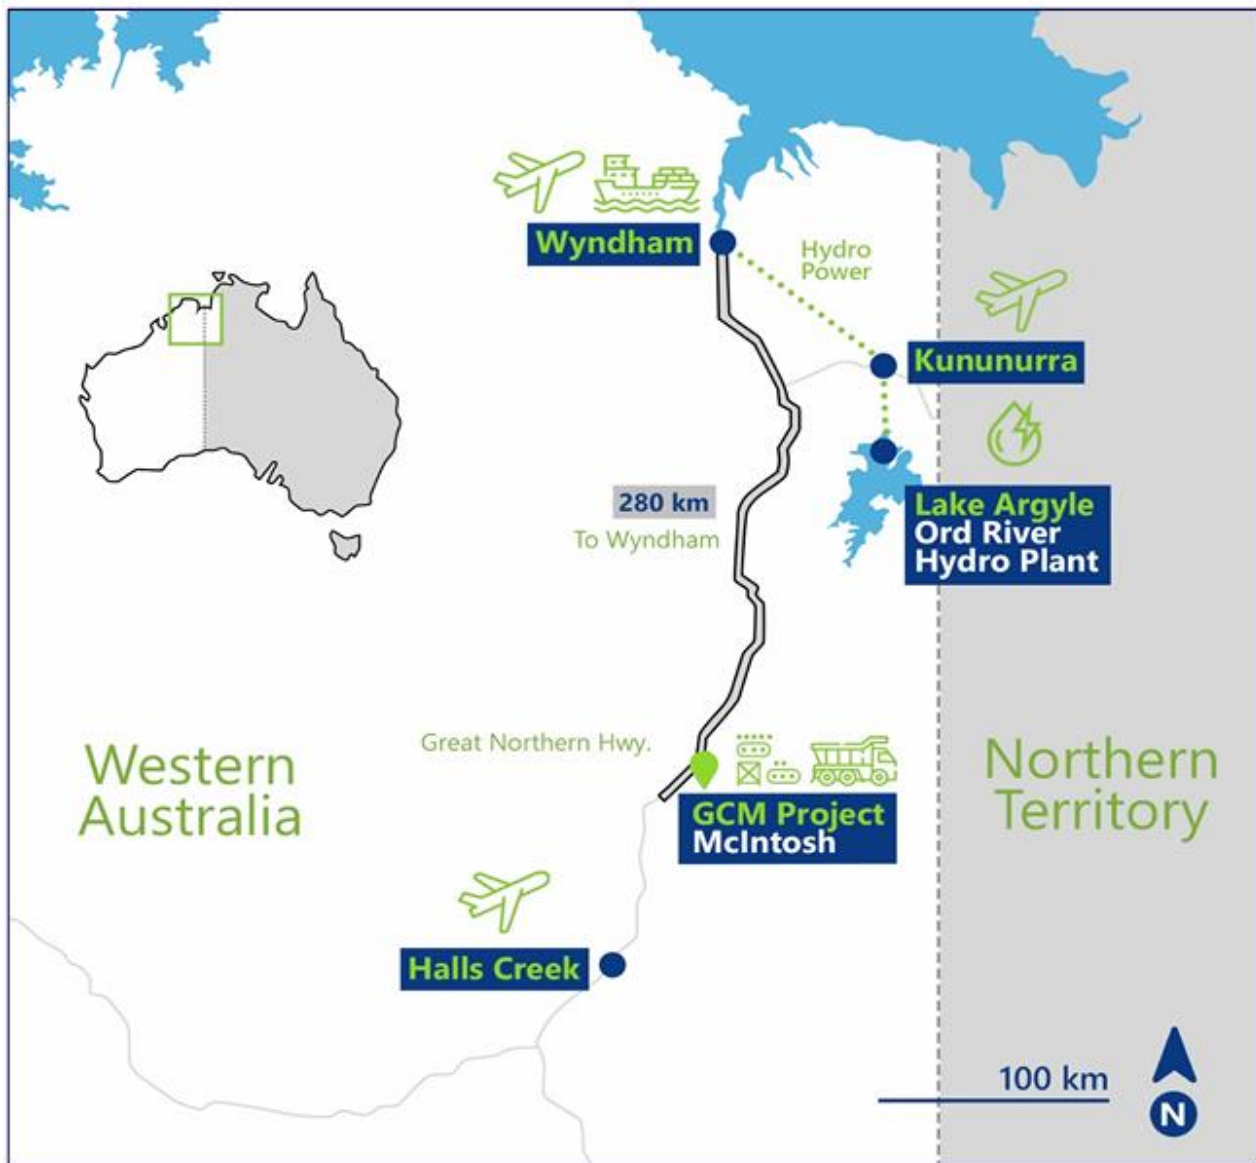 Wyndham
Hydro
Power
Kununurra
280 km
To Wyndham
Lake Argyle
Ord River
Hydro Plant
Great Northern Hwy.
Western
Australia
Northern
Territory
GCM Project
McIntosh
Halls Creek
100 km
N